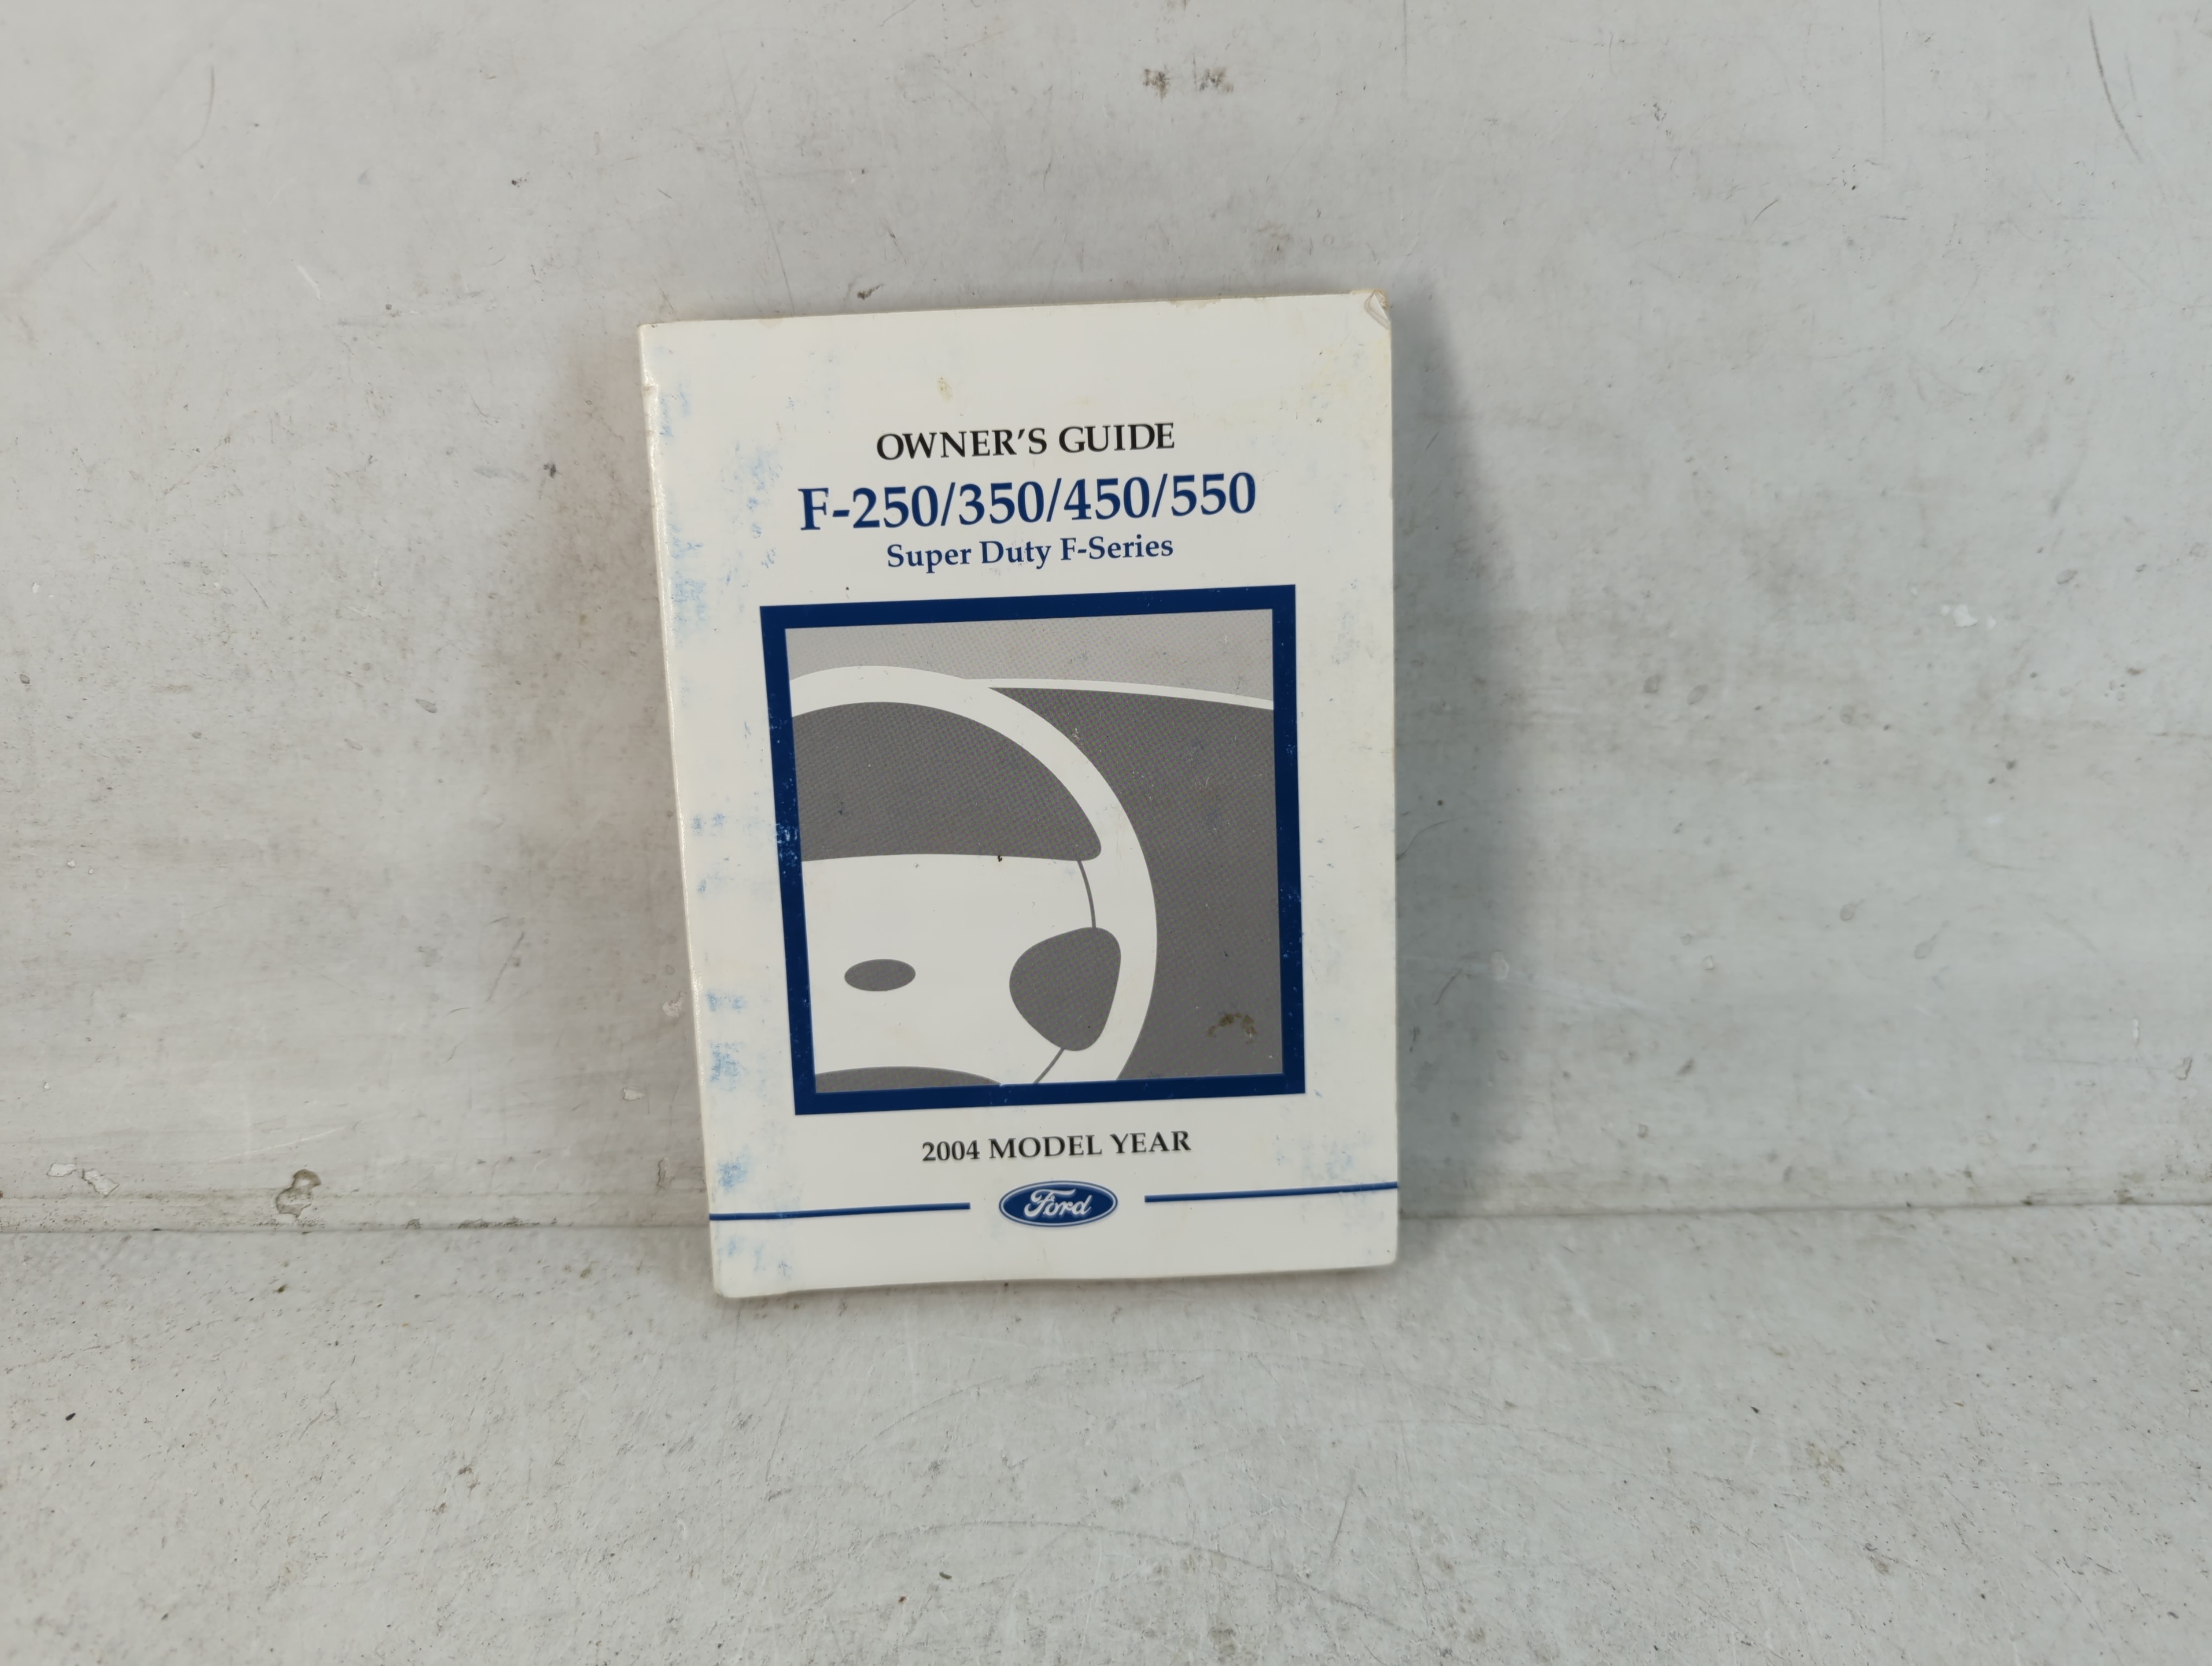 OWNER'S GUIDE
F-250/350/450/550
Super Duty F-Series
2004 MODEL YEAR
Ford